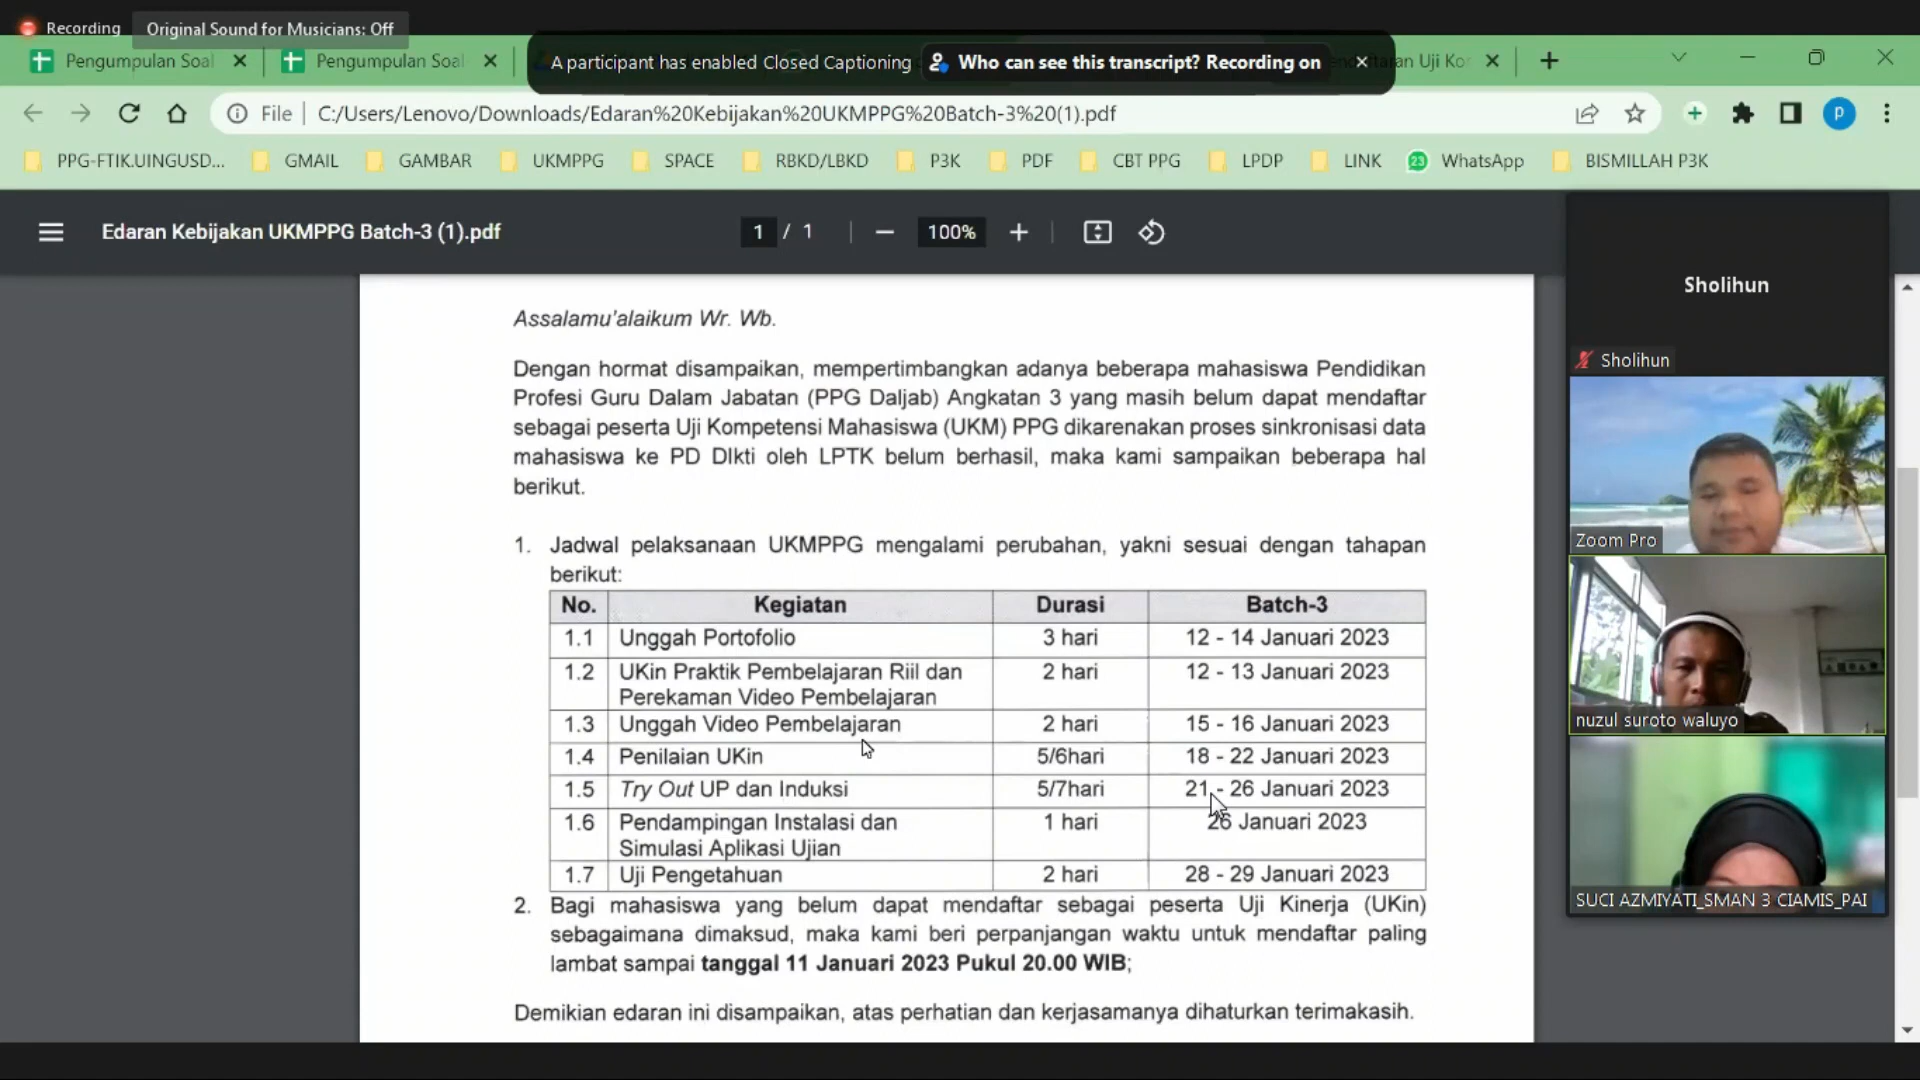 Recording
Original Sound for Musicians: Off
Pengumpulan Soal
Pengumpulan Soal
A participant has enabled Closed Captioning
Who can see this transcript? Recording on
File
C:/Users/Lenovo/Downloads/Edaran%20Kebijakan%20UKMPPG%20Batch-3%20(1).pdf
PPG-FTIK.UINGUSD...
GMAIL
GAMBAR
UKMPPG
SPACE
RBKD/LBKD
P3K
PDF
CBT PPG
LPDP
LINK
23
WhatsApp
BISMILLAH P3K
Edaran Kebijakan UKMPPG Batch-3 (1).pdf
1 / 1
100%
Assalamu'alaikum Wr. Wb.
Dengan hormat disampaikan, mempertimbangkan adanya beberapa mahasiswa Pendidikan
Profesi Guru Dalam Jabatan (PPG Daljab) Angkatan 3 yang masih belum dapat mendaftar
sebagai peserta Uji Kompetensi Mahasiswa (UKM) PPG dikarenakan proses sinkronisasi data
mahasiswa ke PD DIkti oleh LPTK belum berhasil, maka kami sampaikan beberapa hal
berikut.
1. Jadwal pelaksanaan UKMPPG mengalami perubahan, yakni sesuai dengan tahapan
berikut:
No. Kegiatan Durasi Batch-3
1.1 Unggah Portofolio 3 hari 12 - 14 Januari 2023
1.2 UKin Praktik Pembelajaran Riil dan 2 hari 12 - 13 Januari 2023
Perekaman Video Pembelajaran
1.3 Unggah Video Pembelajaran 2 hari 15 - 16 Januari 2023
1.4 Penilaian UKin 5/6hari 18 - 22 Januari 2023
1.5 Try Out UP dan Induksi 5/7hari 21 - 26 Januari 2023
1.6 Pendampingan Instalasi dan 1 hari 26 Januari 2023
Simulasi Aplikasi Ujian
1.7 Uji Pengetahuan 2 hari 28 - 29 Januari 2023
2. Bagi mahasiswa yang belum dapat mendaftar sebagai peserta Uji Kinerja (UKin)
sebagaimana dimaksud, maka kami beri perpanjangan waktu untuk mendaftar paling
lambat sampai tanggal 11 Januari 2023 Pukul 20.00 WIB;
Demikian edaran ini disampaikan, atas perhatian dan kerjasamanya dihaturkan terimakasih.
Sholihun
Sholihun
Zoom Pro
nuzul suroto waluyo
SUCI AZMIYATI_SMAN 3 CIAMIS_PAI